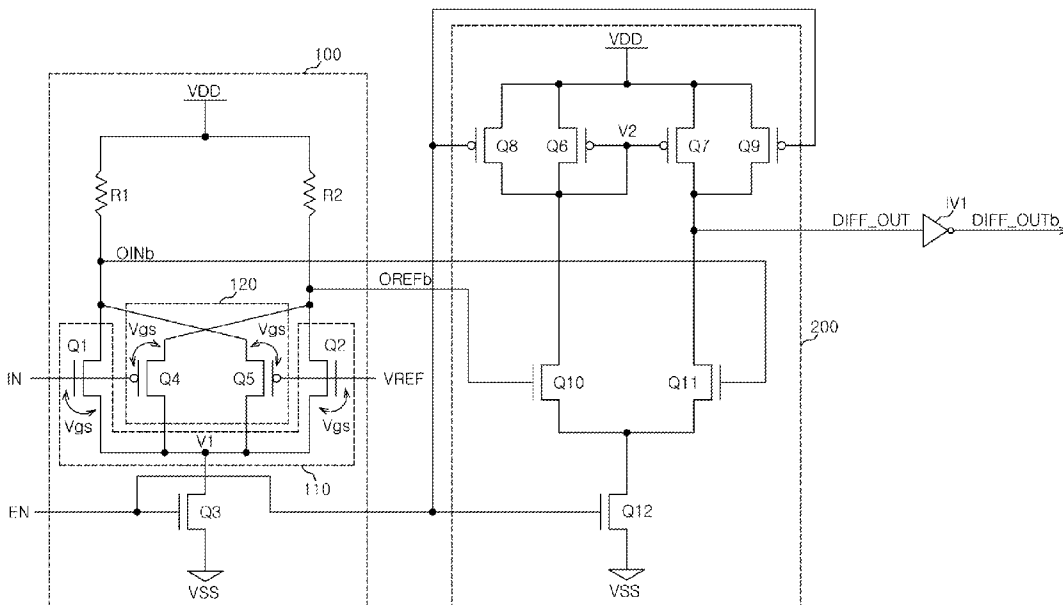 100
VDD
R1
R2
OINb
OREFb
120
Vgs
Vgs
Q1
Q2
IN
Q4
Q5
VREF
Vgs
Vgs
V1
110
EN
Q3
VSS
VDD
Q8
Q6
V2
Q7
Q9
DIFF_OUT
IV1
DIFF_OUTb
200
Q10
Q11
Q12
VSS